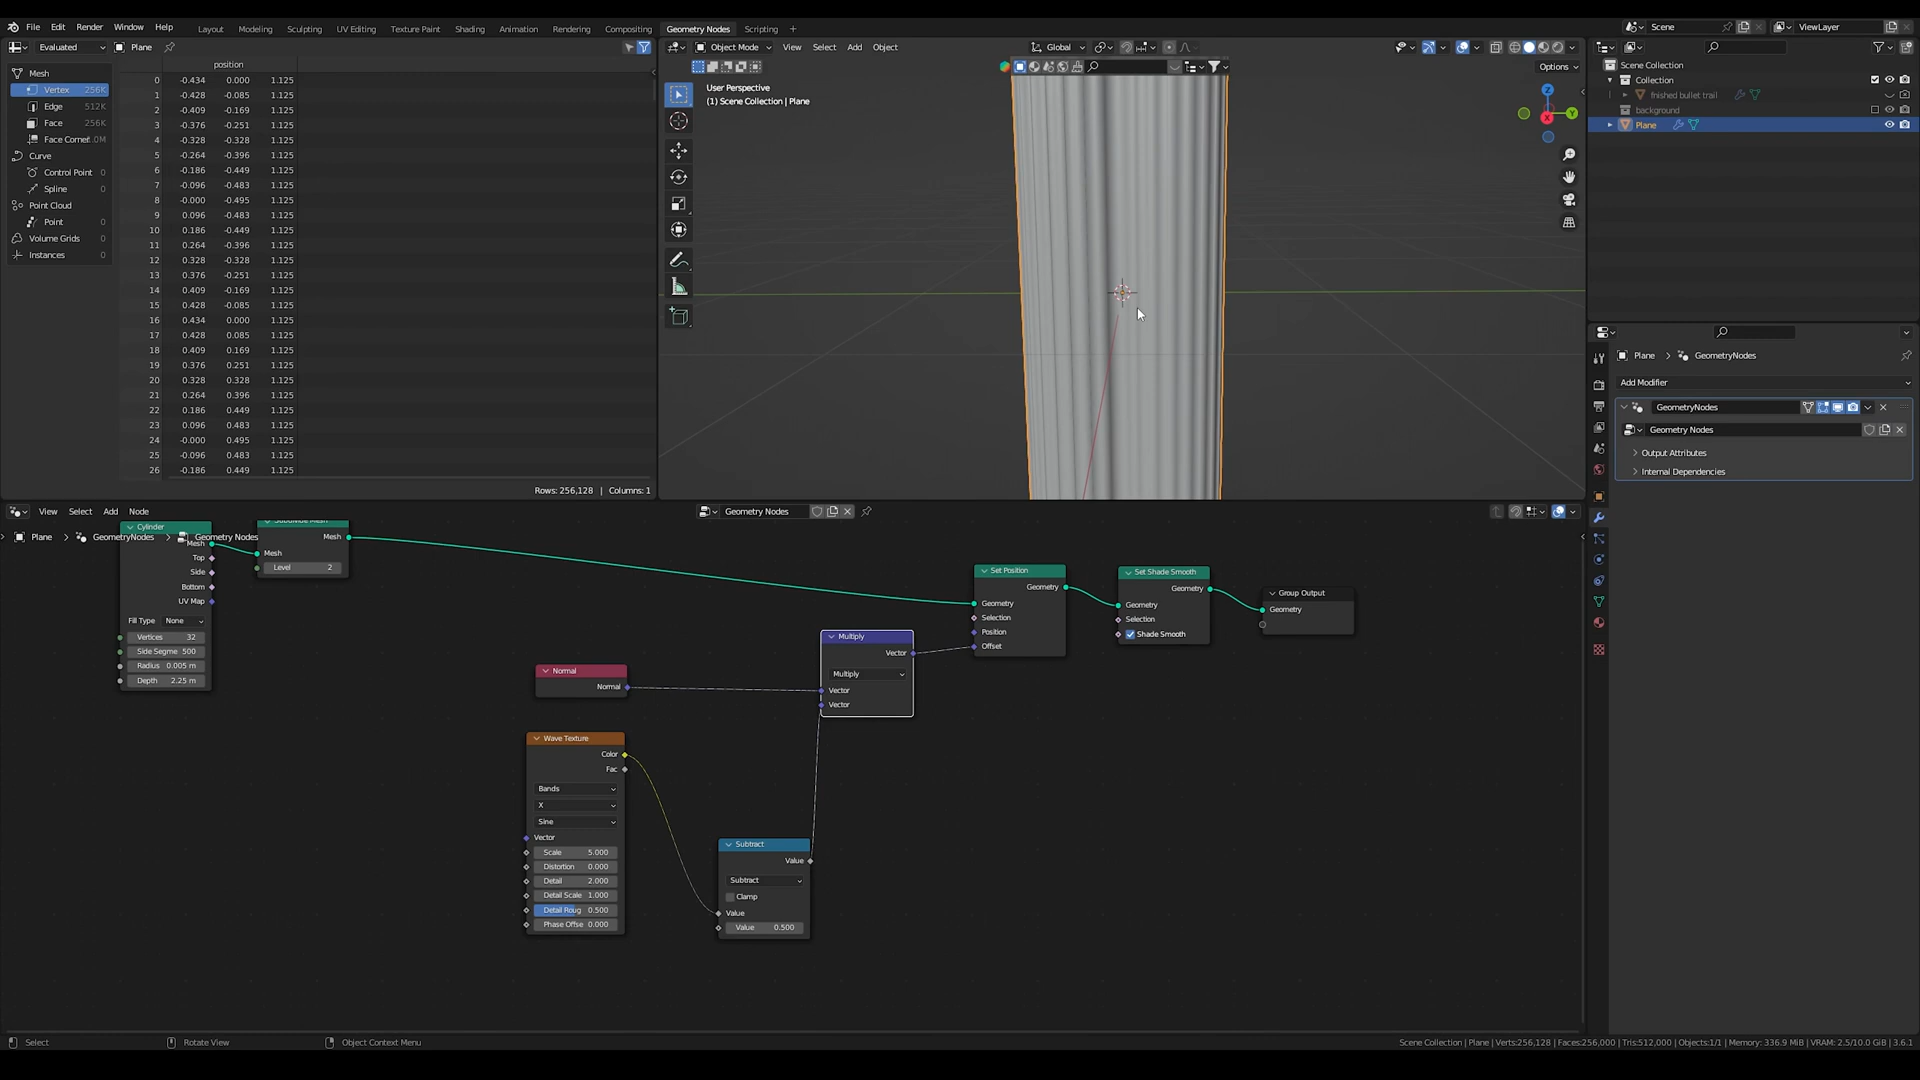 File Edit Render Window Help Layout Modeling Sculpting UV Editing Texture Paint Shading Animation Rendering Compositing Geometry Nodes Scripting + Scene ViewLayer
Evaluated Plane
Object Mode View Select Add Object Global
Options
position
Mesh
Vertex 256K
Edge 512K
Face 256K
Face Corner .0M
Curve
Control Point 0
Spline 0
Point Cloud
Point 0
Volume Grids 0
Instances 0
0 -0.434 0.000 1.125
1 -0.428 -0.085 1.125
2 -0.409 -0.169 1.125
3 -0.376 -0.251 1.125
4 -0.328 -0.328 1.125
5 -0.264 -0.396 1.125
6 -0.186 -0.449 1.125
7 -0.096 -0.483 1.125
8 -0.000 -0.495 1.125
9 0.096 -0.483 1.125
10 0.186 -0.449 1.125
11 0.264 -0.396 1.125
12 0.328 -0.328 1.125
13 0.376 -0.251 1.125
14 0.409 -0.169 1.125
15 0.428 -0.085 1.125
16 0.434 0.000 1.125
17 0.428 0.085 1.125
18 0.409 0.169 1.125
19 0.376 0.251 1.125
20 0.328 0.328 1.125
21 0.264 0.396 1.125
22 0.186 0.449 1.125
23 0.096 0.483 1.125
24 -0.000 0.495 1.125
25 -0.096 0.483 1.125
26 -0.186 0.449 1.125
Rows: 256,128 | Columns: 1
User Perspective
(1) Scene Collection | Plane
Z
Y
X
Scene Collection
Collection
fnished bullet trail
background
Plane
Plane > GeometryNodes
Add Modifier
GeometryNodes
Geometry Nodes
Output Attributes
Internal Dependencies
View Select Add Node Geometry Nodes
Plane > GeometryNodes > Geometry Nodes
Cylinder
Mesh
Top
Side
Bottom
UV Map
Fill Type None
Vertices 32
Side Segme 500
Radius 0.005 m
Depth 2.25 m
Subdivide Mesh
Mesh
Mesh
Level 2
Normal
Normal
Wave Texture
Color
Fac
Bands
X
Sine
Vector
Scale 5.000
Distortion 0.000
Detail 2.000
Detail Scale 1.000
Detail Roug 0.500
Phase Offse 0.000
Subtract
Value
Subtract
Clamp
Value
Value 0.500
Multiply
Vector
Multiply
Vector
Vector
Set Position
Geometry
Geometry
Selection
Position
Offset
Set Shade Smooth
Geometry
Geometry
Selection
Shade Smooth
Group Output
Geometry
Select Rotate View Object Context Menu
Scene Collection | Plane | Verts:256,128 | Faces:256,000 | Tris:512,000 | Objects:1/1 | Memory: 336.9 MiB | VRAM: 2.5/10.0 GiB | 3.6.1